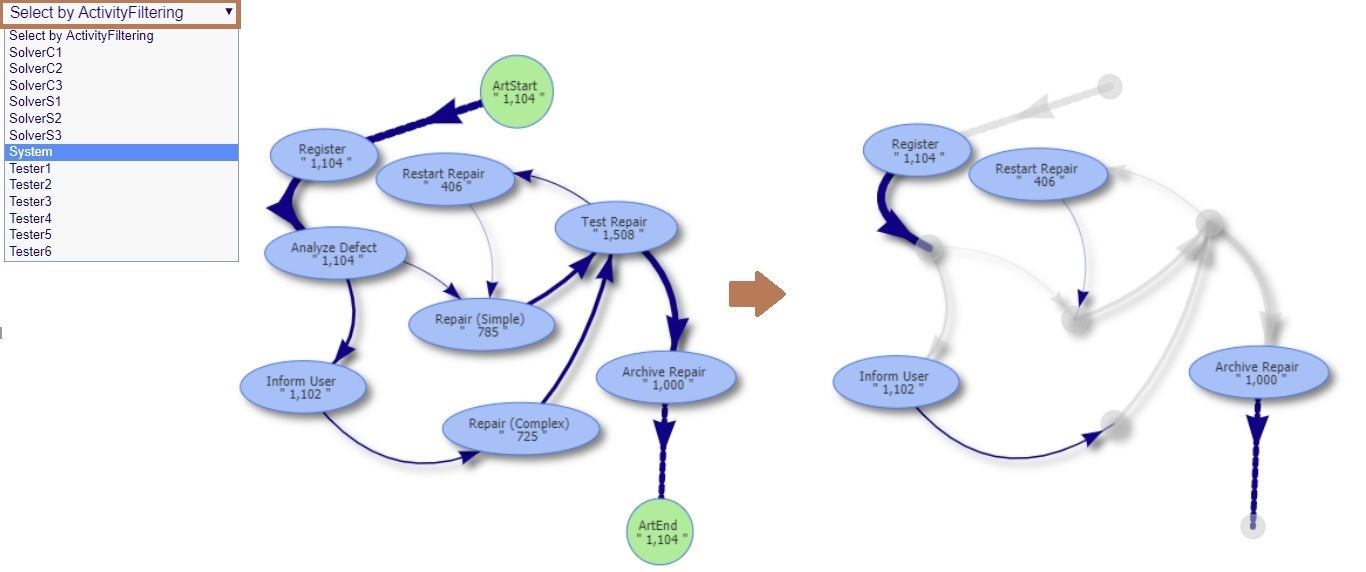 Select by ActivityFiltering
Select by ActivityFiltering
SolverC1
SolverC2
SolverC3
SolverS1
SolverS2
SolverS3
System
Tester1
Tester2
Tester3
Tester4
Tester5
Tester6
ArtStart
" 1,104 "
Register
" 1,104 "
Restart Repair
" 406 "
Test Repair
" 1,508 "
Analyze Defect
" 1,104 "
Repair (Simple)
" 785 "
Inform User
" 1,102 "
Archive Repair
" 1,000 "
Repair (Complex)
" 725 "
ArtEnd
" 1,104 "
Register
" 1,104 "
Restart Repair
" 406 "
Inform User
" 1,102 "
Archive Repair
" 1,000 "